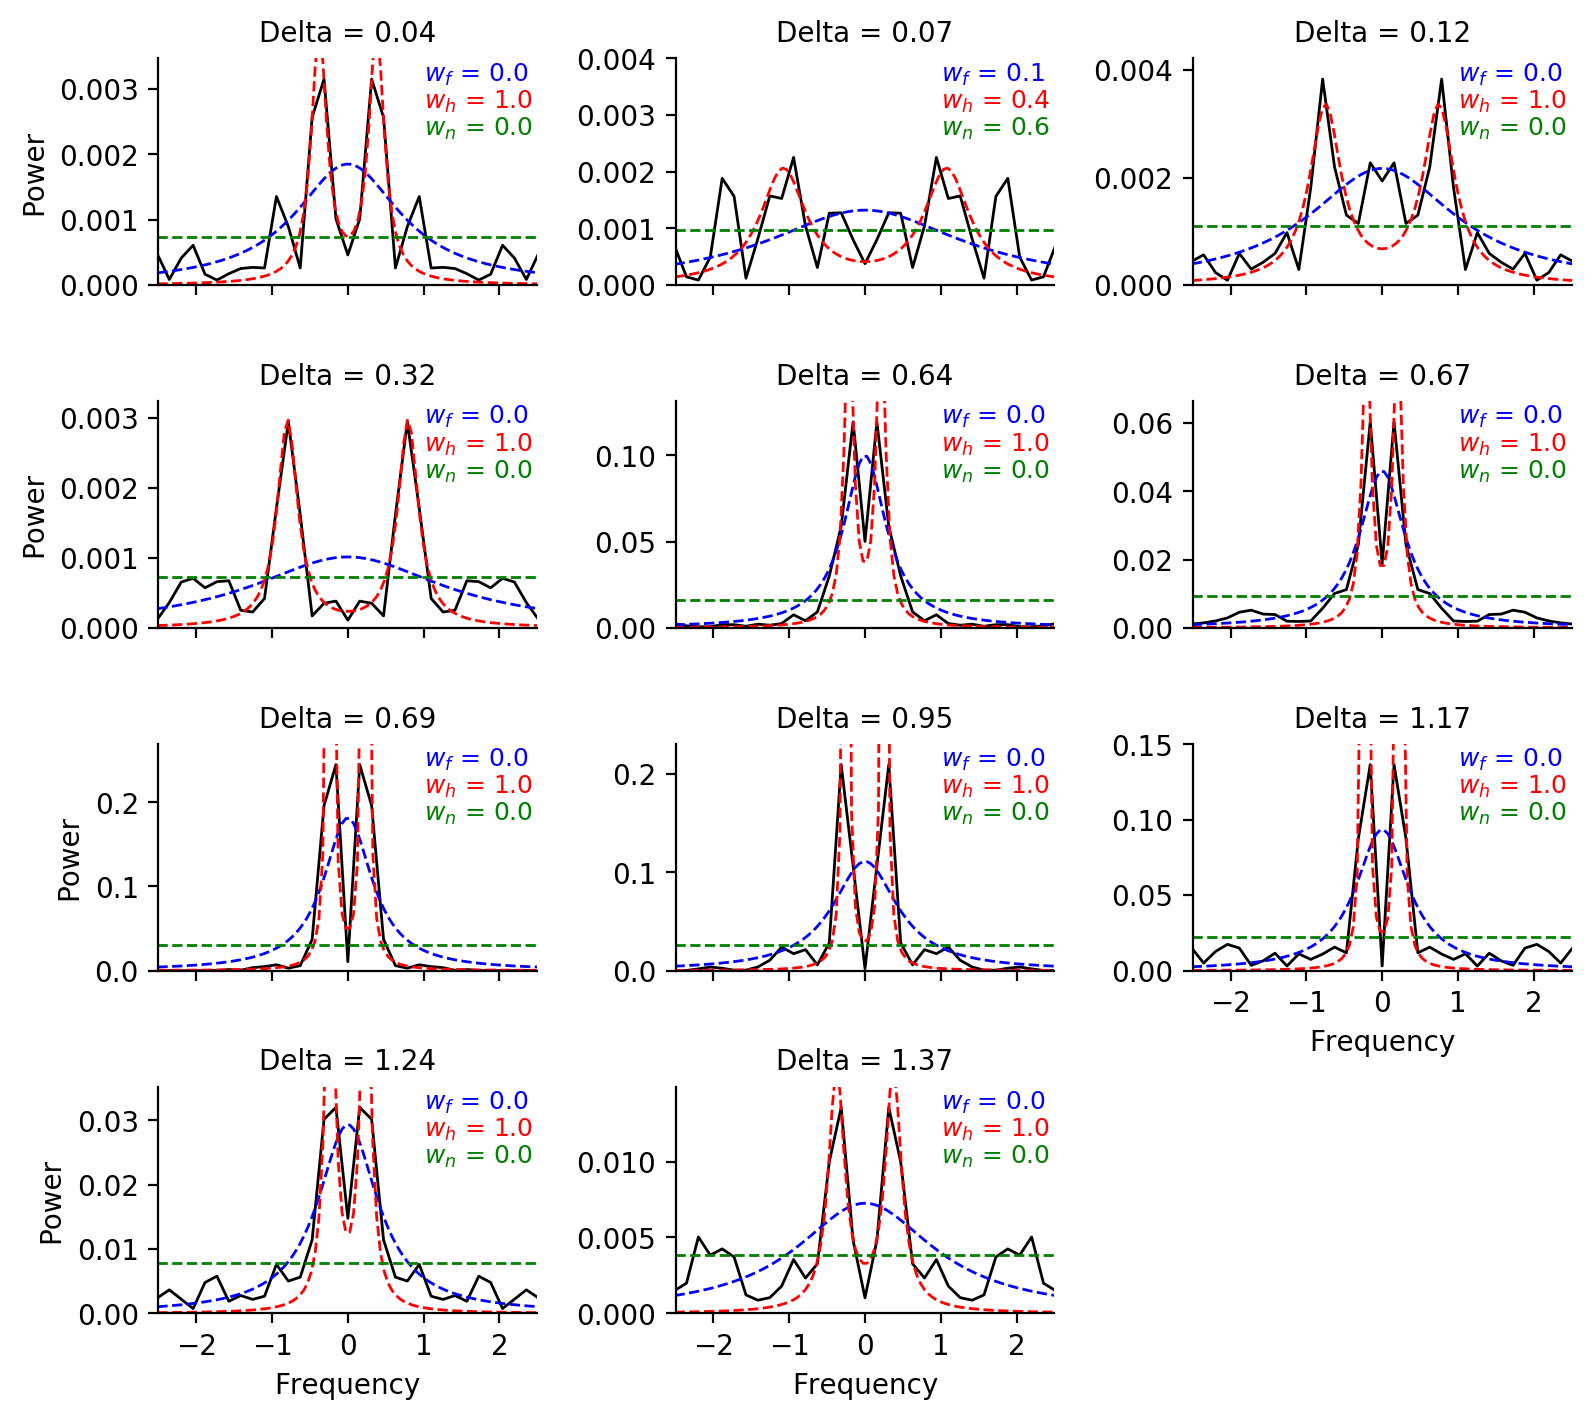 Delta = 0.04
w_f = 0.0
w_h = 1.0
w_n = 0.0
0.003
0.002
0.001
0.000
Power
Delta = 0.07
w_f = 0.1
w_h = 0.4
w_n = 0.6
0.004
0.003
0.002
0.001
0.000
Delta = 0.12
w_f = 0.0
w_h = 1.0
w_n = 0.0
0.004
0.002
0.000
Delta = 0.32
w_f = 0.0
w_h = 1.0
w_n = 0.0
0.003
0.002
0.001
0.000
Power
Delta = 0.64
w_f = 0.0
w_h = 1.0
w_n = 0.0
0.10
0.05
0.00
Delta = 0.67
w_f = 0.0
w_h = 1.0
w_n = 0.0
0.06
0.04
0.02
0.00
Delta = 0.69
w_f = 0.0
w_h = 1.0
w_n = 0.0
0.2
0.1
0.0
Power
Delta = 0.95
w_f = 0.0
w_h = 1.0
w_n = 0.0
0.2
0.1
0.0
Delta = 1.17
w_f = 0.0
w_h = 1.0
w_n = 0.0
0.15
0.10
0.05
0.00
−2 −1 0 1 2
Frequency
Delta = 1.24
w_f = 0.0
w_h = 1.0
w_n = 0.0
0.03
0.02
0.01
0.00
Power
−2 −1 0 1 2
Frequency
Delta = 1.37
w_f = 0.0
w_h = 1.0
w_n = 0.0
0.010
0.005
0.000
−2 −1 0 1 2
Frequency